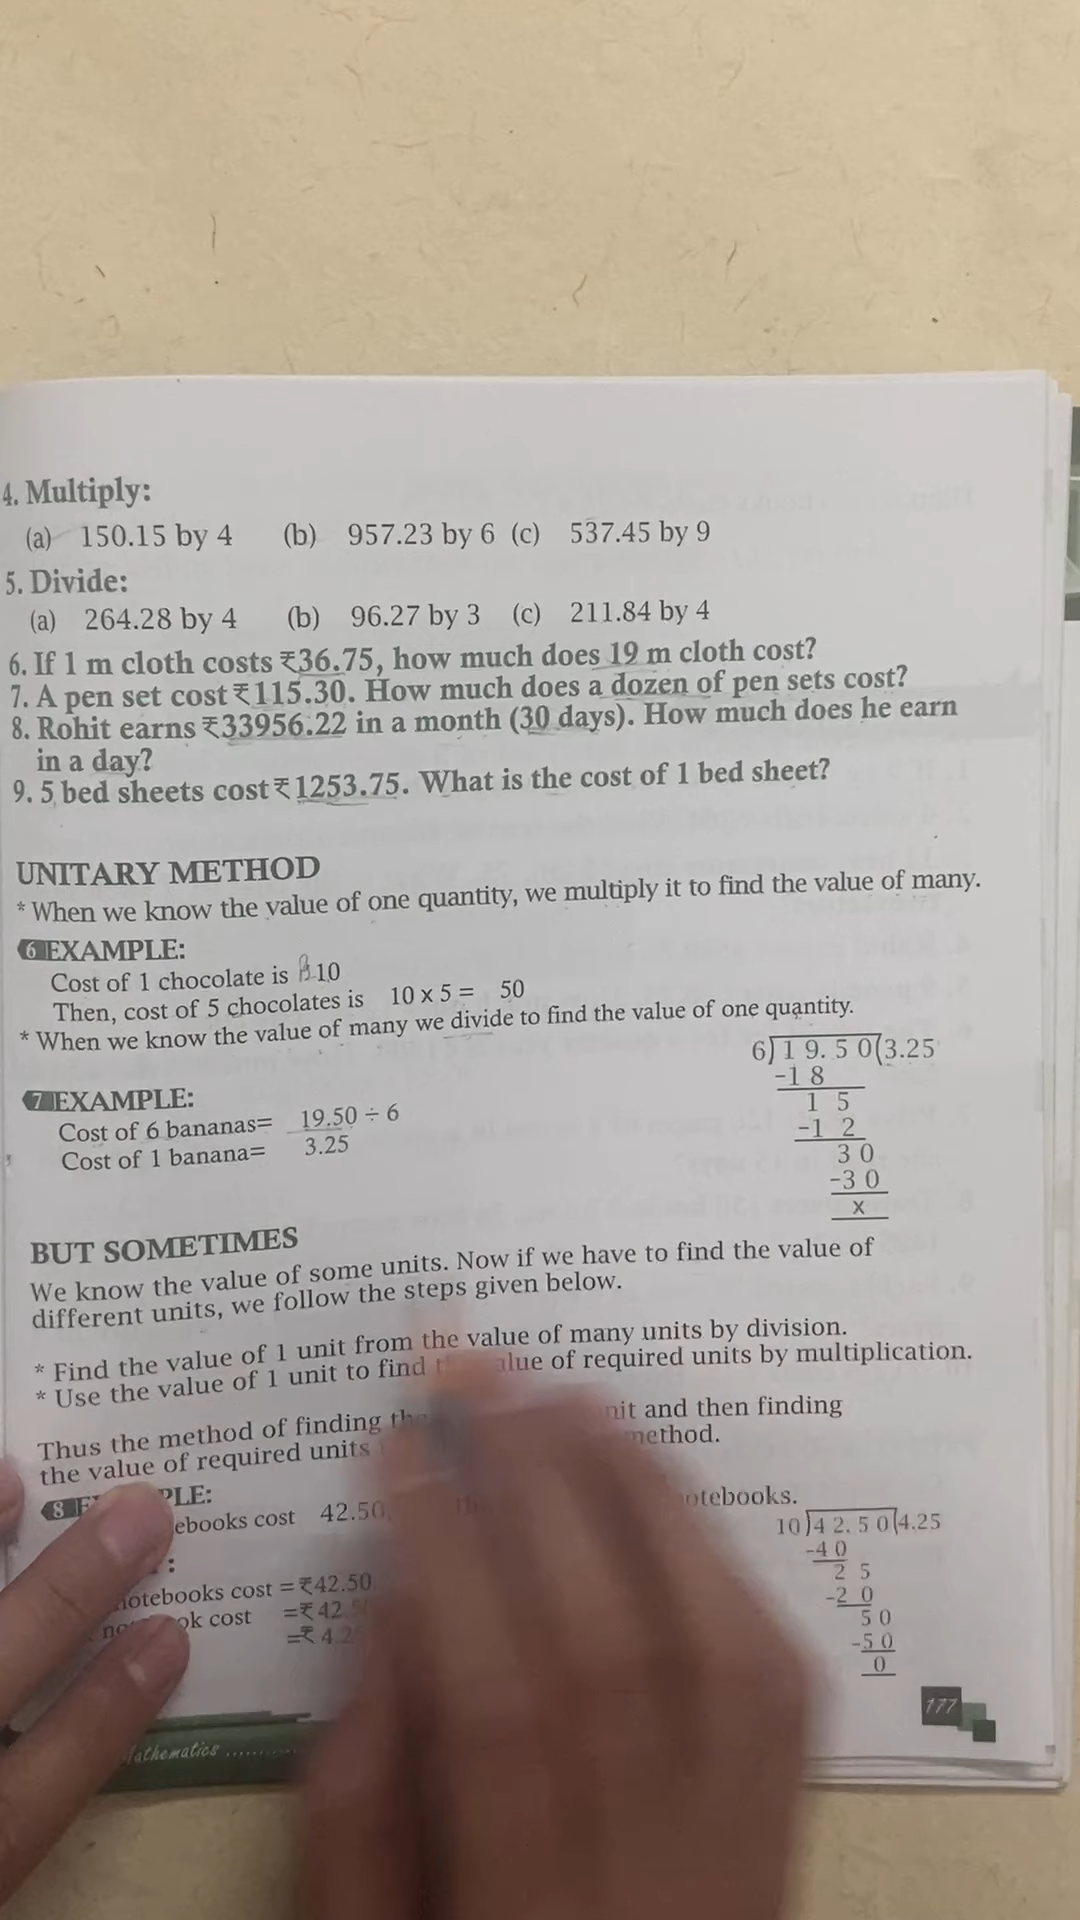 4. Multiply:
(a) 150.15 by 4 (b) 957.23 by 6 (c) 537.45 by 9
5. Divide:
(a) 264.28 by 4 (b) 96.27 by 3 (c) 211.84 by 4
6. If 1 m cloth costs ₹36.75, how much does 19 m cloth cost?
7. A pen set cost ₹115.30. How much does a dozen of pen sets cost?
8. Rohit earns ₹33956.22 in a month (30 days). How much does he earn
in a day?
9. 5 bed sheets cost ₹1253.75. What is the cost of 1 bed sheet?
UNITARY METHOD
* When we know the value of one quantity, we multiply it to find the value of many.
6 EXAMPLE:
Cost of 1 chocolate is 10
Then, cost of 5 chocolates is 10 x 5 = 50
* When we know the value of many we divide to find the value of one quantity.
7 EXAMPLE:
Cost of 6 bananas= 19.50 ÷ 6
Cost of 1 banana= 3.25
6)19.50(3.25
-18
1 5
-1 2
30
-30
x
BUT SOMETIMES
We know the value of some units. Now if we have to find the value of
different units, we follow the steps given below.
* Find the value of 1 unit from the value of many units by division.
* Use the value of 1 unit to find value of required units by multiplication.
Thus the method of finding and then finding
the value of required units method.
8
cost 42.50 notebooks.
notebooks cost = ₹42.50
cost = ₹42.5
= ₹4.25
10)42.50(4.25
-40
2 5
-2 0
50
-50
0
177
Mathematics